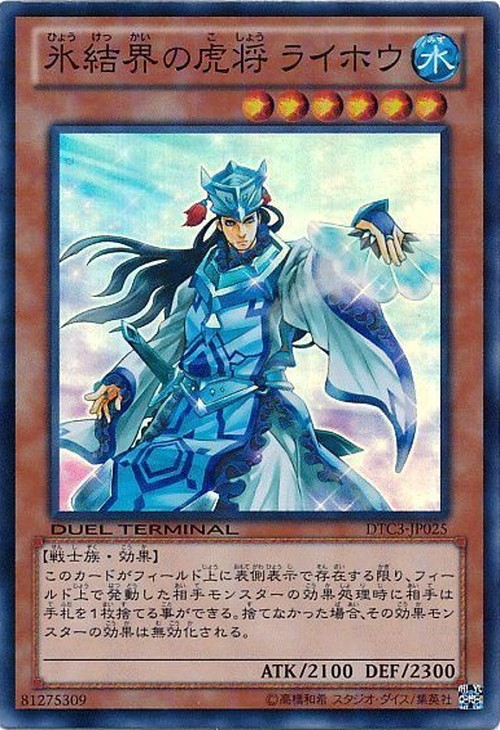 氷結界の虎将 ライホウ
水
DUEL TERMINAL
DTC3-JP025
【戦士族・効果】
このカードがフィールド上に表側表示で存在する限り、フィー
ルド上で発動した相手モンスターの効果処理時に相手は
手札を1枚捨てる事ができる。捨てなかった場合、その効果モン
スターの効果は無効化される。
ATK/2100 DEF/2300
81275309
©高橋和希 スタジオ・ダイス/集英社